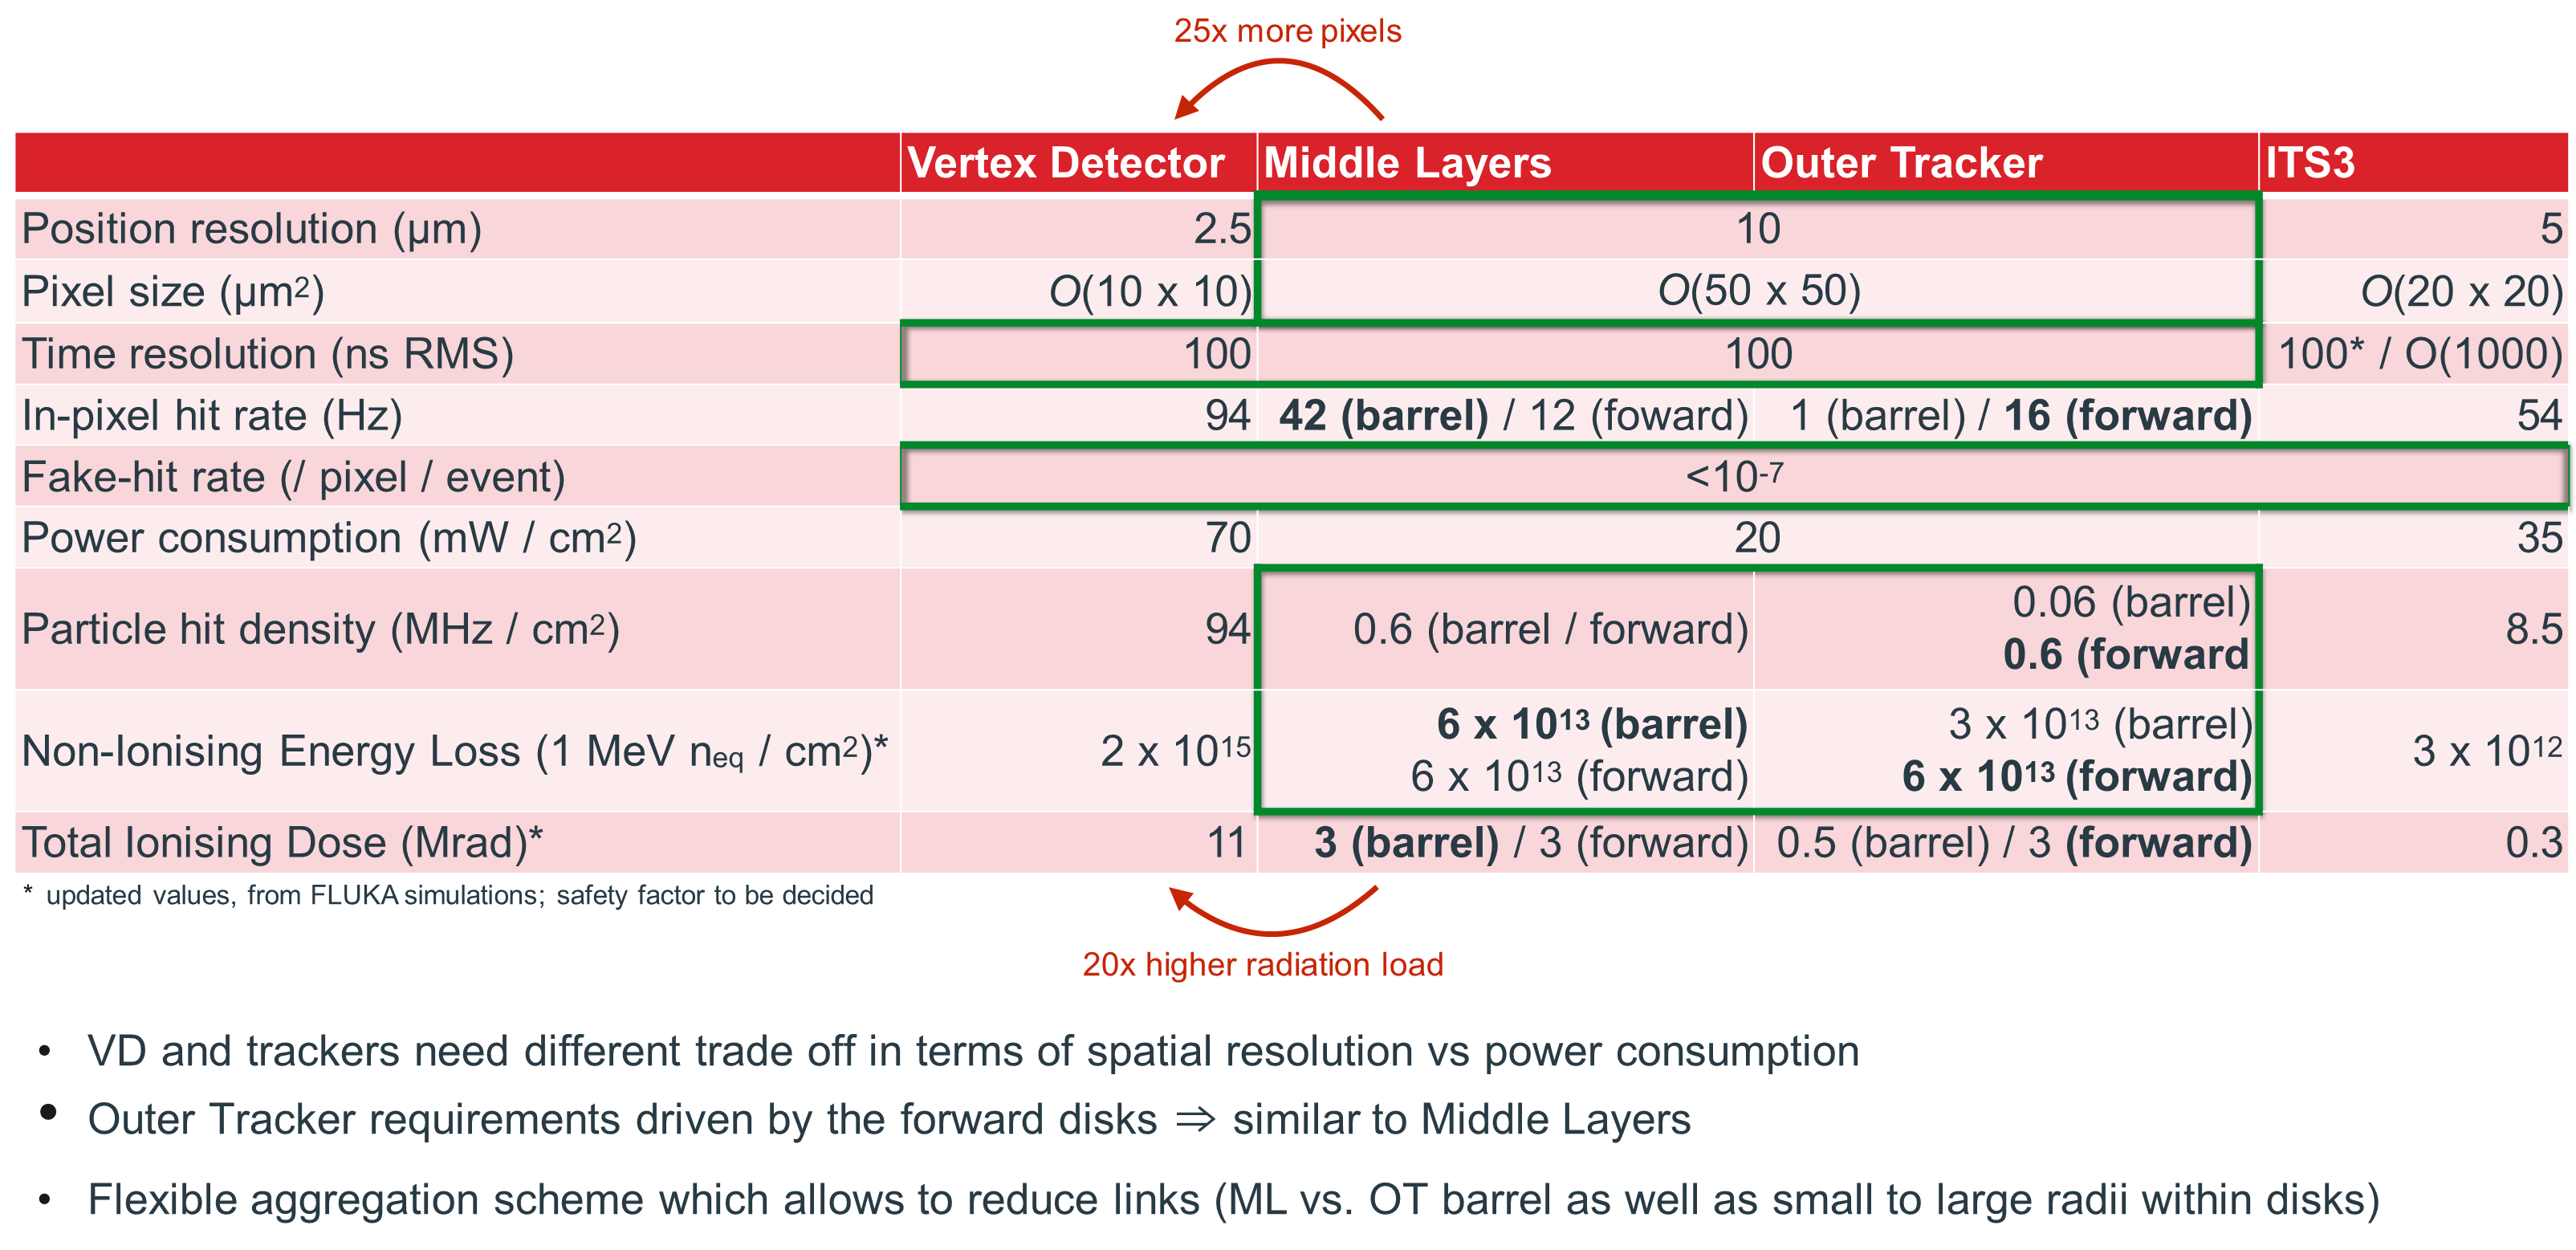 25x more pixels
Vertex Detector Middle Layers Outer Tracker ITS3
Position resolution (μm) 2.5 10 5
Pixel size (μm²) O(10 x 10) O(50 x 50) O(20 x 20)
Time resolution (ns RMS) 100 100 100* / O(1000)
In-pixel hit rate (Hz) 94 42 (barrel) / 12 (foward) 1 (barrel) / 16 (forward) 54
Fake-hit rate (/ pixel / event) <10⁻⁷
Power consumption (mW / cm²) 70 20 35
Particle hit density (MHz / cm²) 94 0.6 (barrel / forward) 0.06 (barrel) 8.5
0.6 (forward
Non-Ionising Energy Loss (1 MeV neq / cm²)* 2 x 10¹⁵ 6 x 10¹³ (barrel) 3 x 10¹³ (barrel) 3 x 10¹²
6 x 10¹³ (forward) 6 x 10¹³ (forward)
Total Ionising Dose (Mrad)* 11 3 (barrel) / 3 (forward) 0.5 (barrel) / 3 (forward) 0.3
* updated values, from FLUKA simulations; safety factor to be decided
20x higher radiation load
• VD and trackers need different trade off in terms of spatial resolution vs power consumption
• Outer Tracker requirements driven by the forward disks ⇒ similar to Middle Layers
• Flexible aggregation scheme which allows to reduce links (ML vs. OT barrel as well as small to large radii within disks)